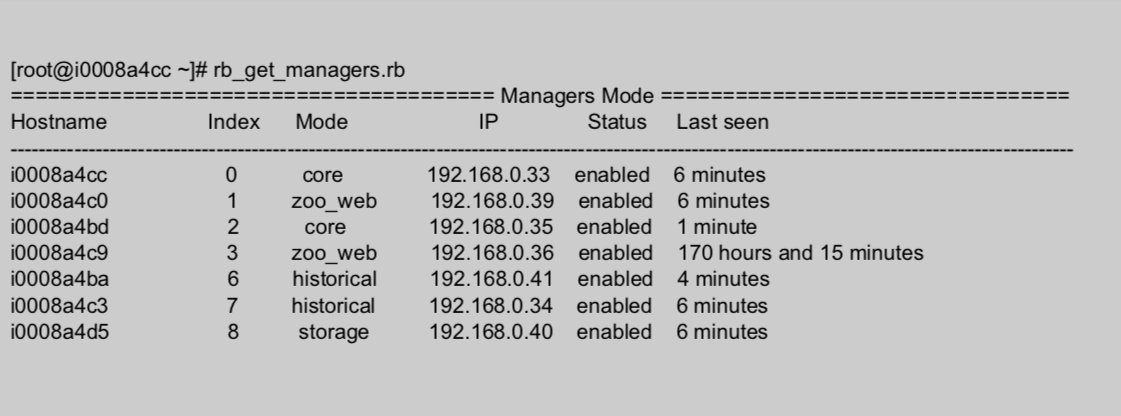 [root@i0008a4cc ~]# rb_get_managers.rb
======================================= Managers Mode =================================
Hostname Index Mode IP Status Last seen
-----------------------------------------------------------------------------------------------------------------------------------------------------
i0008a4cc 0 core 192.168.0.33 enabled 6 minutes
i0008a4c0 1 zoo_web 192.168.0.39 enabled 6 minutes
i0008a4bd 2 core 192.168.0.35 enabled 1 minute
i0008a4c9 3 zoo_web 192.168.0.36 enabled 170 hours and 15 minutes
i0008a4ba 6 historical 192.168.0.41 enabled 4 minutes
i0008a4c3 7 historical 192.168.0.34 enabled 6 minutes
i0008a4d5 8 storage 192.168.0.40 enabled 6 minutes